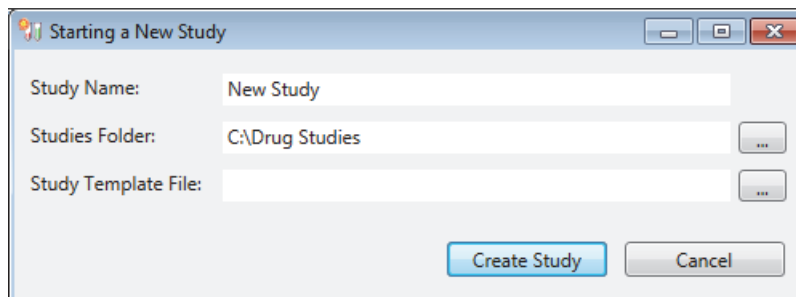 Starting a New Study
Study Name: New Study
Studies Folder: C:\Drug Studies ...
Study Template File: ...
Create Study Cancel